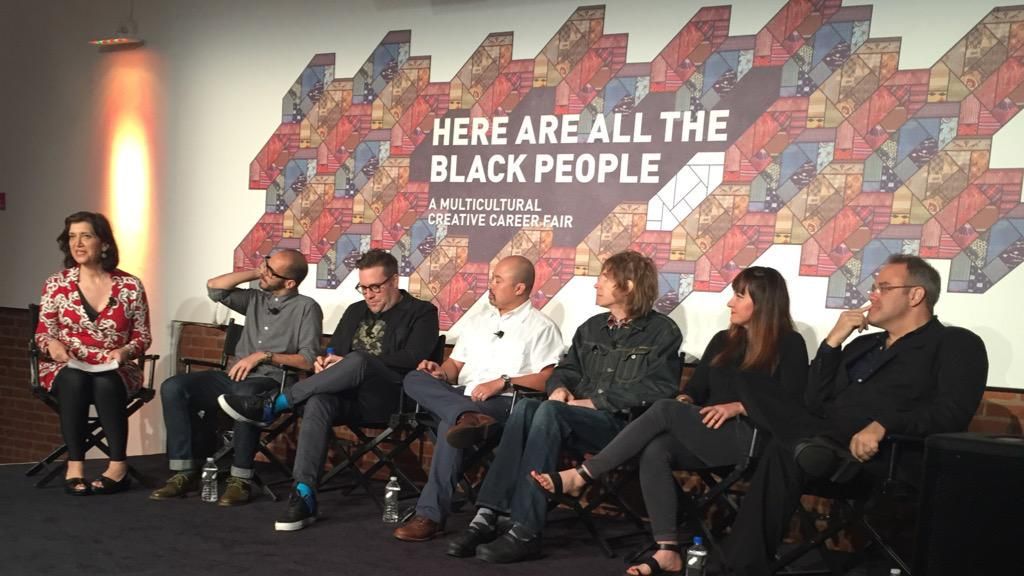 HERE ARE ALL THE
BLACK PEOPLE
A MULTICULTURAL
CREATIVE CAREER FAIR